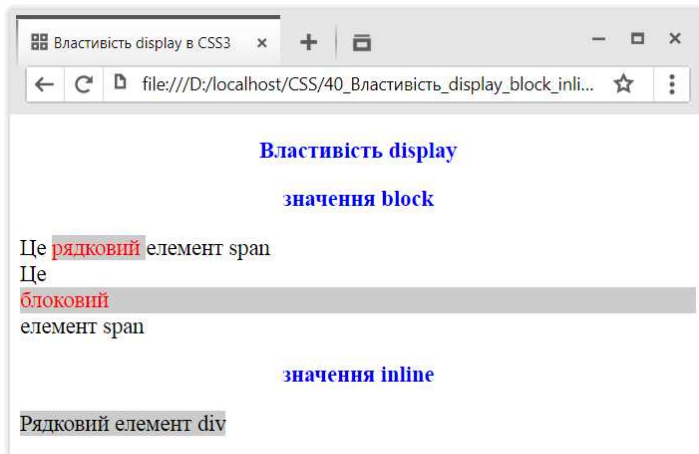 Властивість display в CSS3
file:///D:/localhost/CSS/40_Властивість_display_block_inli...
Властивість display
значення block
Це рядковий елемент span
Це
блоковий
елемент span
значення inline
Рядковий елемент div